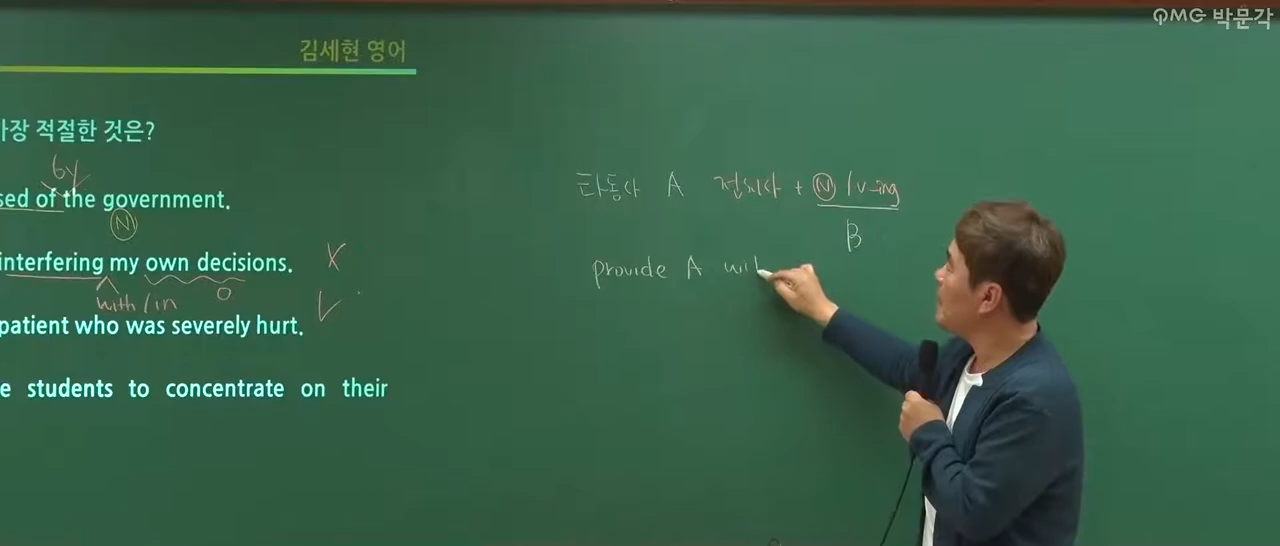 QMG 박문각
김세현 영어
가장 적절한 것은?
by
sed of the government.
N
interfering my own decisions. X
with/in O
patient who was severely hurt. V
e students to concentrate on their
타동사 A 전치사 + N / v-ing
B
provide A wit